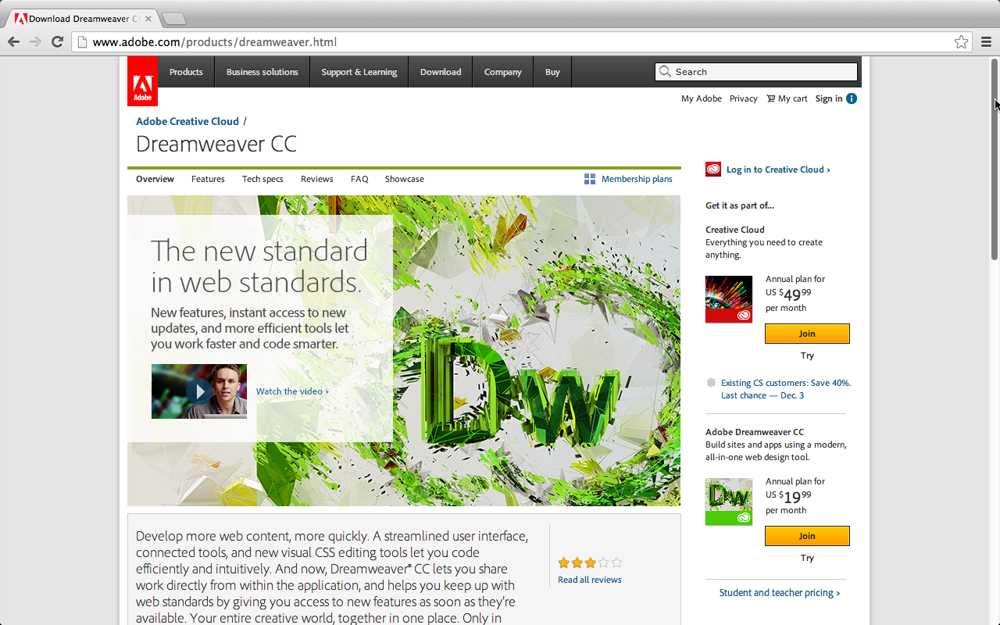 Download Dreamweaver C
www.adobe.com/products/dreamweaver.html
Adobe
Products
Business solutions
Support & Learning
Download
Company
Buy
Search
My Adobe
Privacy
My cart
Sign in
i
Adobe Creative Cloud /
Dreamweaver CC
Overview
Features
Tech specs
Reviews
FAQ
Showcase
Membership plans
The new standard
in web standards.
New features, instant access to new
updates, and more efficient tools let
you work faster and code smarter.
Watch the video ›
Dw
Develop more web content, more quickly. A streamlined user interface,
connected tools, and new visual CSS editing tools let you code
efficiently and intuitively. And now, Dreamweaver® CC lets you share
work directly from within the application, and helps you keep up with
web standards by giving you access to new features as soon as they're
available. Your entire creative world, together in one place. Only in
Read all reviews
Log in to Creative Cloud ›
Get it as part of...
Creative Cloud
Everything you need to create
anything.
Annual plan for
US $49 99
per month
Join
Try
Existing CS customers: Save 40%.
Last chance — Dec. 3
Adobe Dreamweaver CC
Build sites and apps using a modern,
all-in-one web design tool.
Dw
Annual plan for
US $19 99
per month
Join
Try
Student and teacher pricing ›